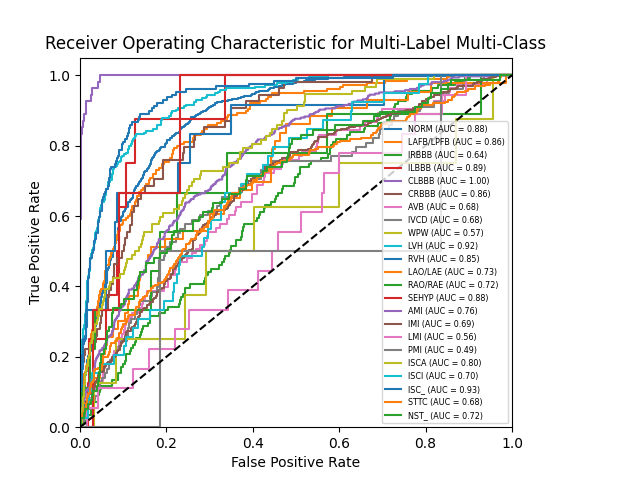 Receiver Operating Characteristic for Multi-Label Multi-Class
True Positive Rate
1.0
0.8
0.6
0.4
0.2
0.0
NORM (AUC = 0.88)
LAFB/LPFB (AUC = 0.86)
IRBBB (AUC = 0.64)
ILBBB (AUC = 0.89)
CLBBB (AUC = 1.00)
CRBBB (AUC = 0.86)
AVB (AUC = 0.68)
IVCD (AUC = 0.68)
WPW (AUC = 0.57)
LVH (AUC = 0.92)
RVH (AUC = 0.85)
LAO/LAE (AUC = 0.73)
RAO/RAE (AUC = 0.72)
SEHYP (AUC = 0.88)
AMI (AUC = 0.76)
IMI (AUC = 0.69)
LMI (AUC = 0.56)
PMI (AUC = 0.49)
ISCA (AUC = 0.80)
ISCI (AUC = 0.70)
ISC_ (AUC = 0.93)
STTC (AUC = 0.68)
NST_ (AUC = 0.72)
0.0 0.2 0.4 0.6 0.8 1.0
False Positive Rate